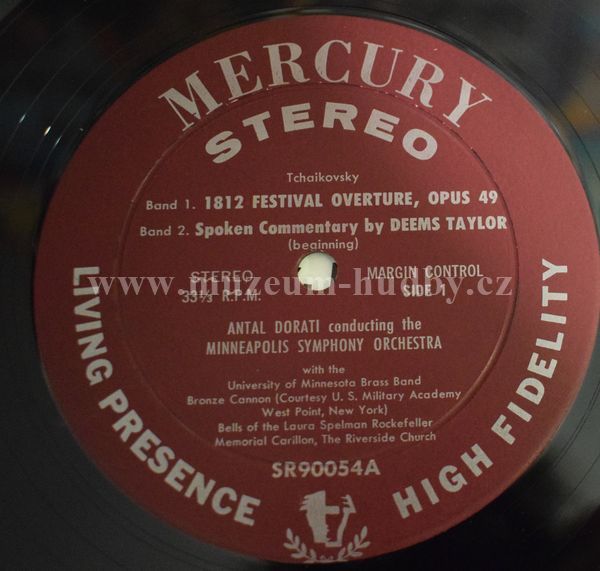 MERCURY
STEREO
Tchaikovsky
Band 1. 1812 FESTIVAL OVERTURE, OPUS 49
Band 2. Spoken Commentary by DEEMS TAYLOR
(beginning)
STEREO
33⅓ R.P.M.
MARGIN CONTROL
SIDE 1
www.muzeum-hudby.cz
ANTAL DORATI conducting the
MINNEAPOLIS SYMPHONY ORCHESTRA
with the
University of Minnesota Brass Band
Bronze Cannon (Courtesy U. S. Military Academy
West Point, New York)
Bells of the Laura Spelman Rockefeller
Memorial Carillon, The Riverside Church
SR90054A
LIVING PRESENCE
HIGH FIDELITY